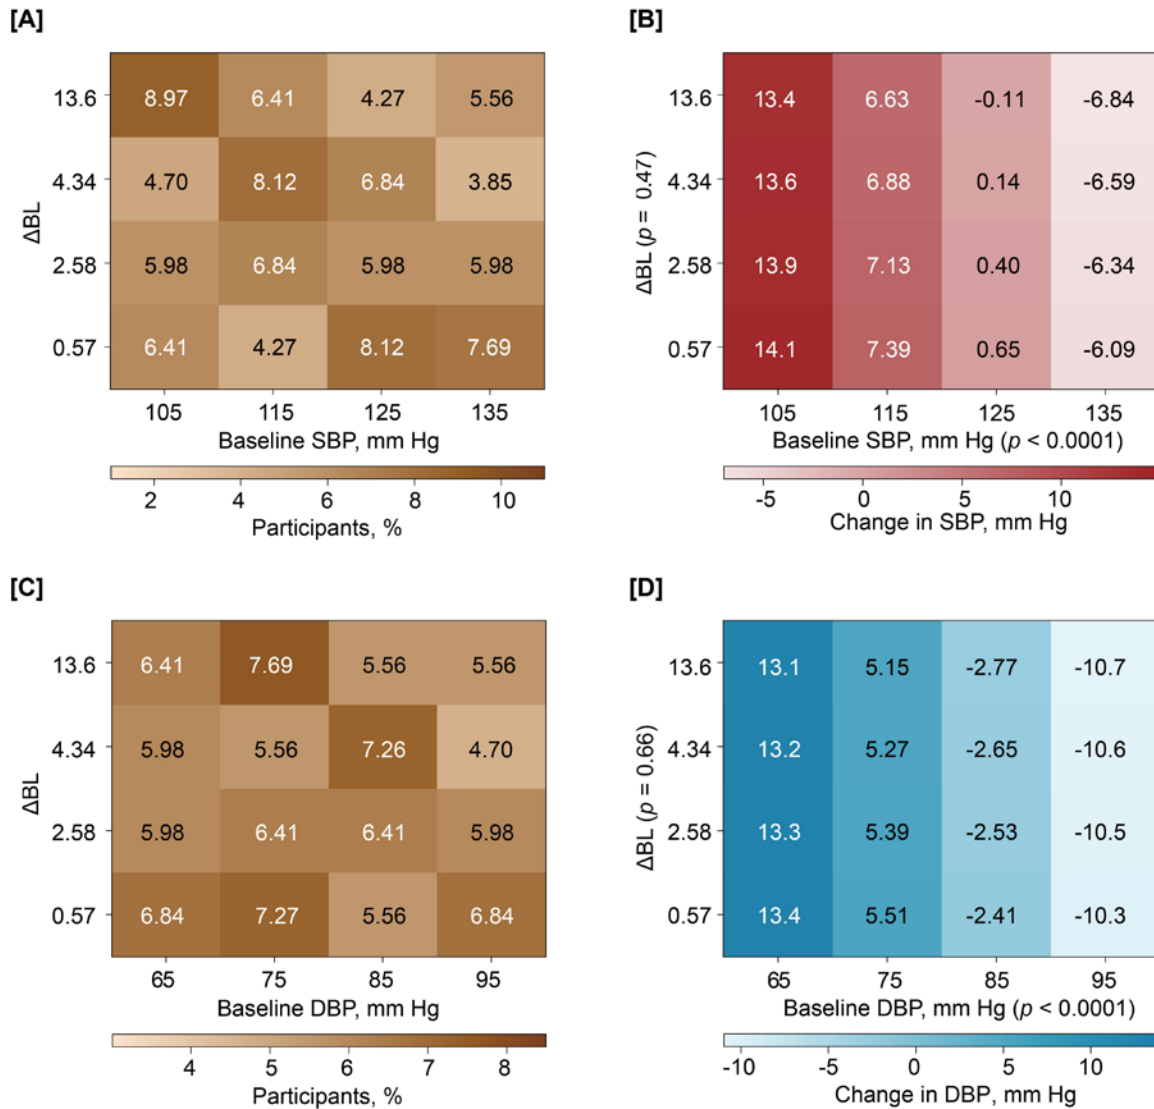 [A]
13.6 8.97 6.41 4.27 5.56
4.34 4.70 8.12 6.84 3.85
ΔBL
2.58 5.98 6.84 5.98 5.98
0.57 6.41 4.27 8.12 7.69
105 115 125 135
Baseline SBP, mm Hg
2 4 6 8 10
Participants, %
[B]
13.6 13.4 6.63 -0.11 -6.84
4.34 13.6 6.88 0.14 -6.59
ΔBL (p = 0.47)
2.58 13.9 7.13 0.40 -6.34
0.57 14.1 7.39 0.65 -6.09
105 115 125 135
Baseline SBP, mm Hg (p < 0.0001)
-5 0 5 10
Change in SBP, mm Hg
[C]
13.6 6.41 7.69 5.56 5.56
4.34 5.98 5.56 7.26 4.70
ΔBL
2.58 5.98 6.41 6.41 5.98
0.57 6.84 7.27 5.56 6.84
65 75 85 95
Baseline DBP, mm Hg
4 5 6 7 8
Participants, %
[D]
13.6 13.1 5.15 -2.77 -10.7
4.34 13.2 5.27 -2.65 -10.6
ΔBL (p = 0.66)
2.58 13.3 5.39 -2.53 -10.5
0.57 13.4 5.51 -2.41 -10.3
65 75 85 95
Baseline DBP, mm Hg (p < 0.0001)
-10 -5 0 5 10
Change in DBP, mm Hg